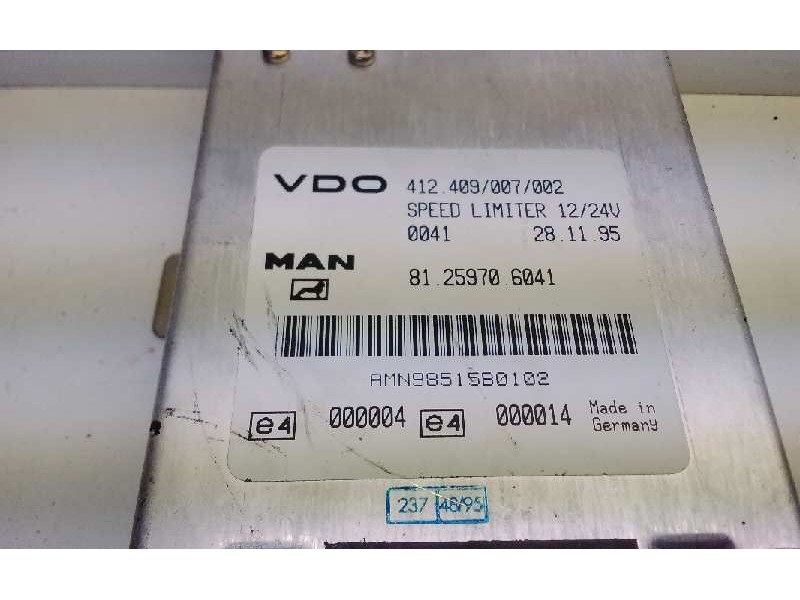 VDO 412.409/007/002
SPEED LIMITER 12/24V
0041 28.11.95
MAN 81.25970.6041
AMN98515B0102
e4 000004 e4 000014 Made in Germany
237 48/95